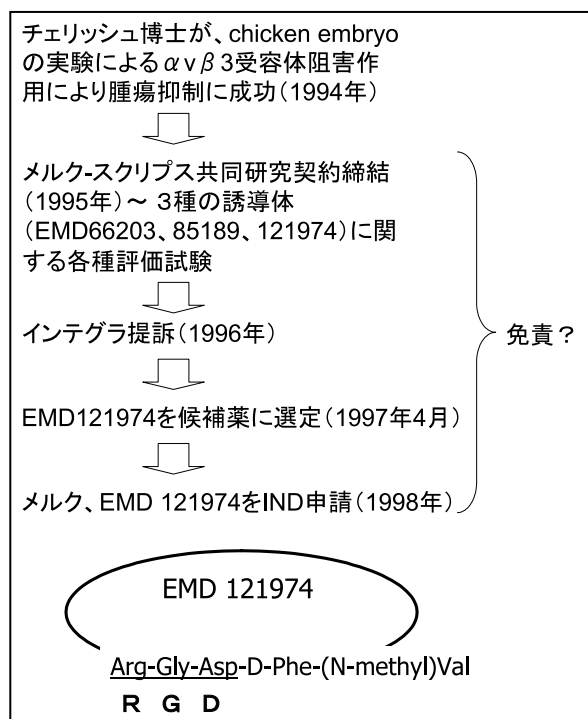 チェリッシュ博士が、chicken embryo
の実験によるαvβ3受容体阻害作
用により腫瘍抑制に成功(1994年)
メルク-スクリプス共同研究契約締結
(1995年)～ 3種の誘導体
(EMD66203、85189、121974)に関
する各種評価試験
インテグラ提訴(1996年)
免責？
EMD121974を候補薬に選定(1997年4月)
メルク、EMD 121974をIND申請(1998年)
EMD 121974
Arg-Gly-Asp-D-Phe-(N-methyl)Val
R G D